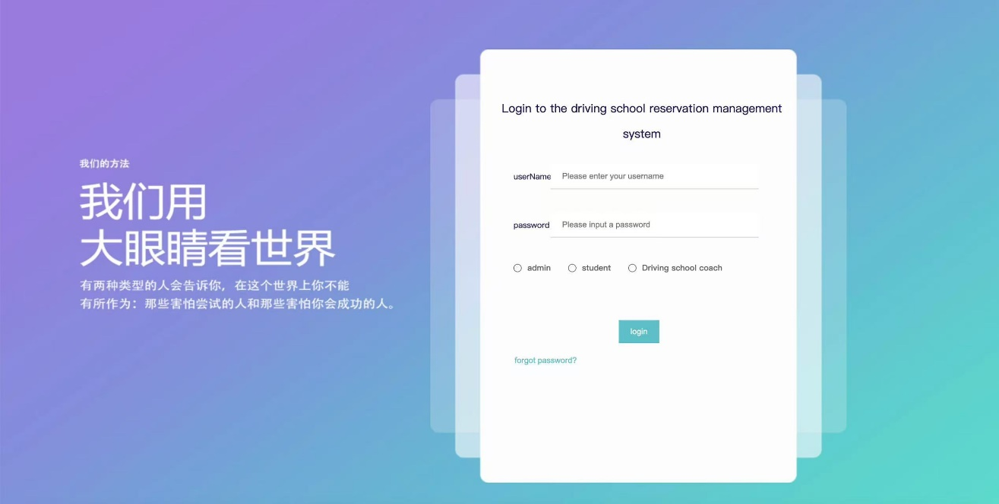 我们的方法
我们用
大眼睛看世界
有两种类型的人会告诉你，在这个世界上你不能
有所作为：那些害怕尝试的人和那些害怕你会成功的人。
Login to the driving school reservation management
system
userName Please enter your username
password Please input a password
admin student Driving school coach
login
forgot password?